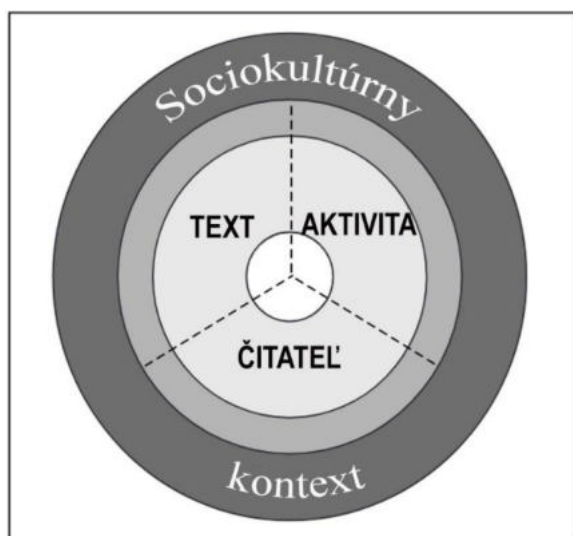 Sociokultúrny
TEXT
AKTIVITA
ČITATEĽ
kontext